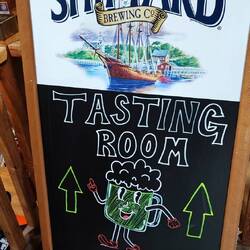 SHIPYARD
BREWING CO.
TASTING
ROOM